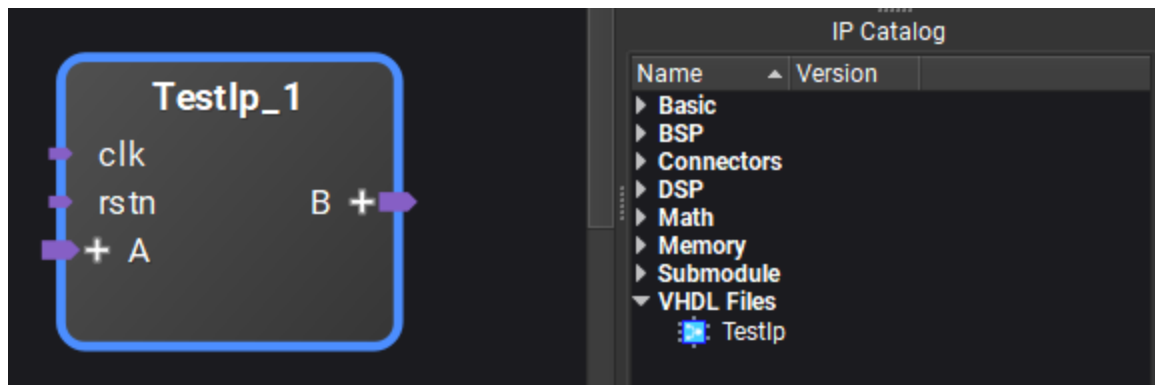 TestIp_1
clk
rstn
B
A
IP Catalog
Name Version
Basic
BSP
Connectors
DSP
Math
Memory
Submodule
VHDL Files
TestIp